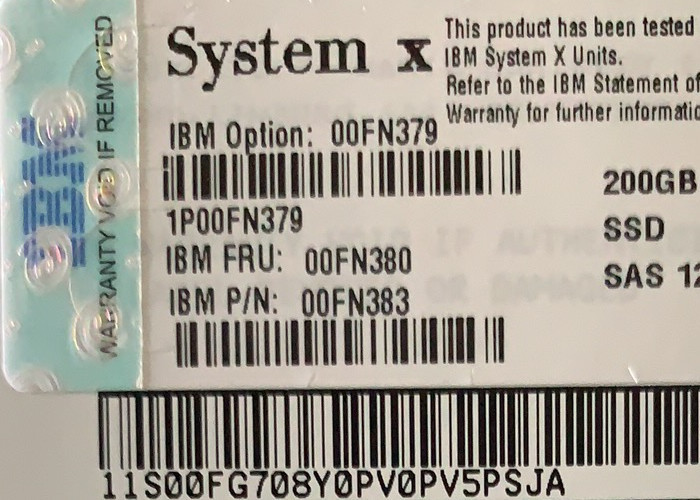 IBM
WARRANTY VOID IF REMOVED
System x
This product has been tested
IBM System X Units.
Refer to the IBM Statement of
Warranty for further informatio
IBM Option: 00FN379
1P00FN379
IBM FRU: 00FN380
IBM P/N: 00FN383
200GB
SSD
SAS 12
11S00FG708Y0PV0PV5PSJA